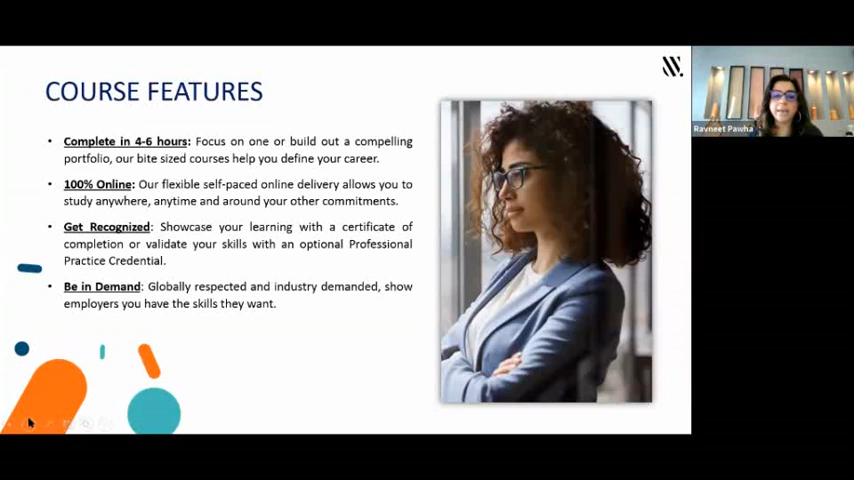 COURSE FEATURES
• Complete in 4-6 hours: Focus on one or build out a compelling
portfolio, our bite sized courses help you define your career.
• 100% Online: Our flexible self-paced online delivery allows you to
study anywhere, anytime and around your other commitments.
• Get Recognized: Showcase your learning with a certificate of
completion or validate your skills with an optional Professional
Practice Credential.
• Be in Demand: Globally respected and industry demanded, show
employers you have the skills they want.
Ravneet Pawha